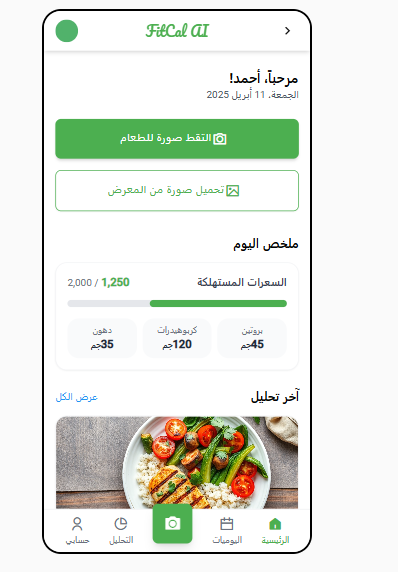 FitCal AI
مرحباً، أحمد!
الجمعة، 11 أبريل 2025
التقط صورة للطعام
تحميل صورة من المعرض
ملخص اليوم
السعرات المستهلكة
1,250 / 2,000
بروتين
45جم
كربوهيدرات
120جم
دهون
35جم
آخر تحليل
عرض الكل
الرئيسية
اليوميات
التحليل
حسابي